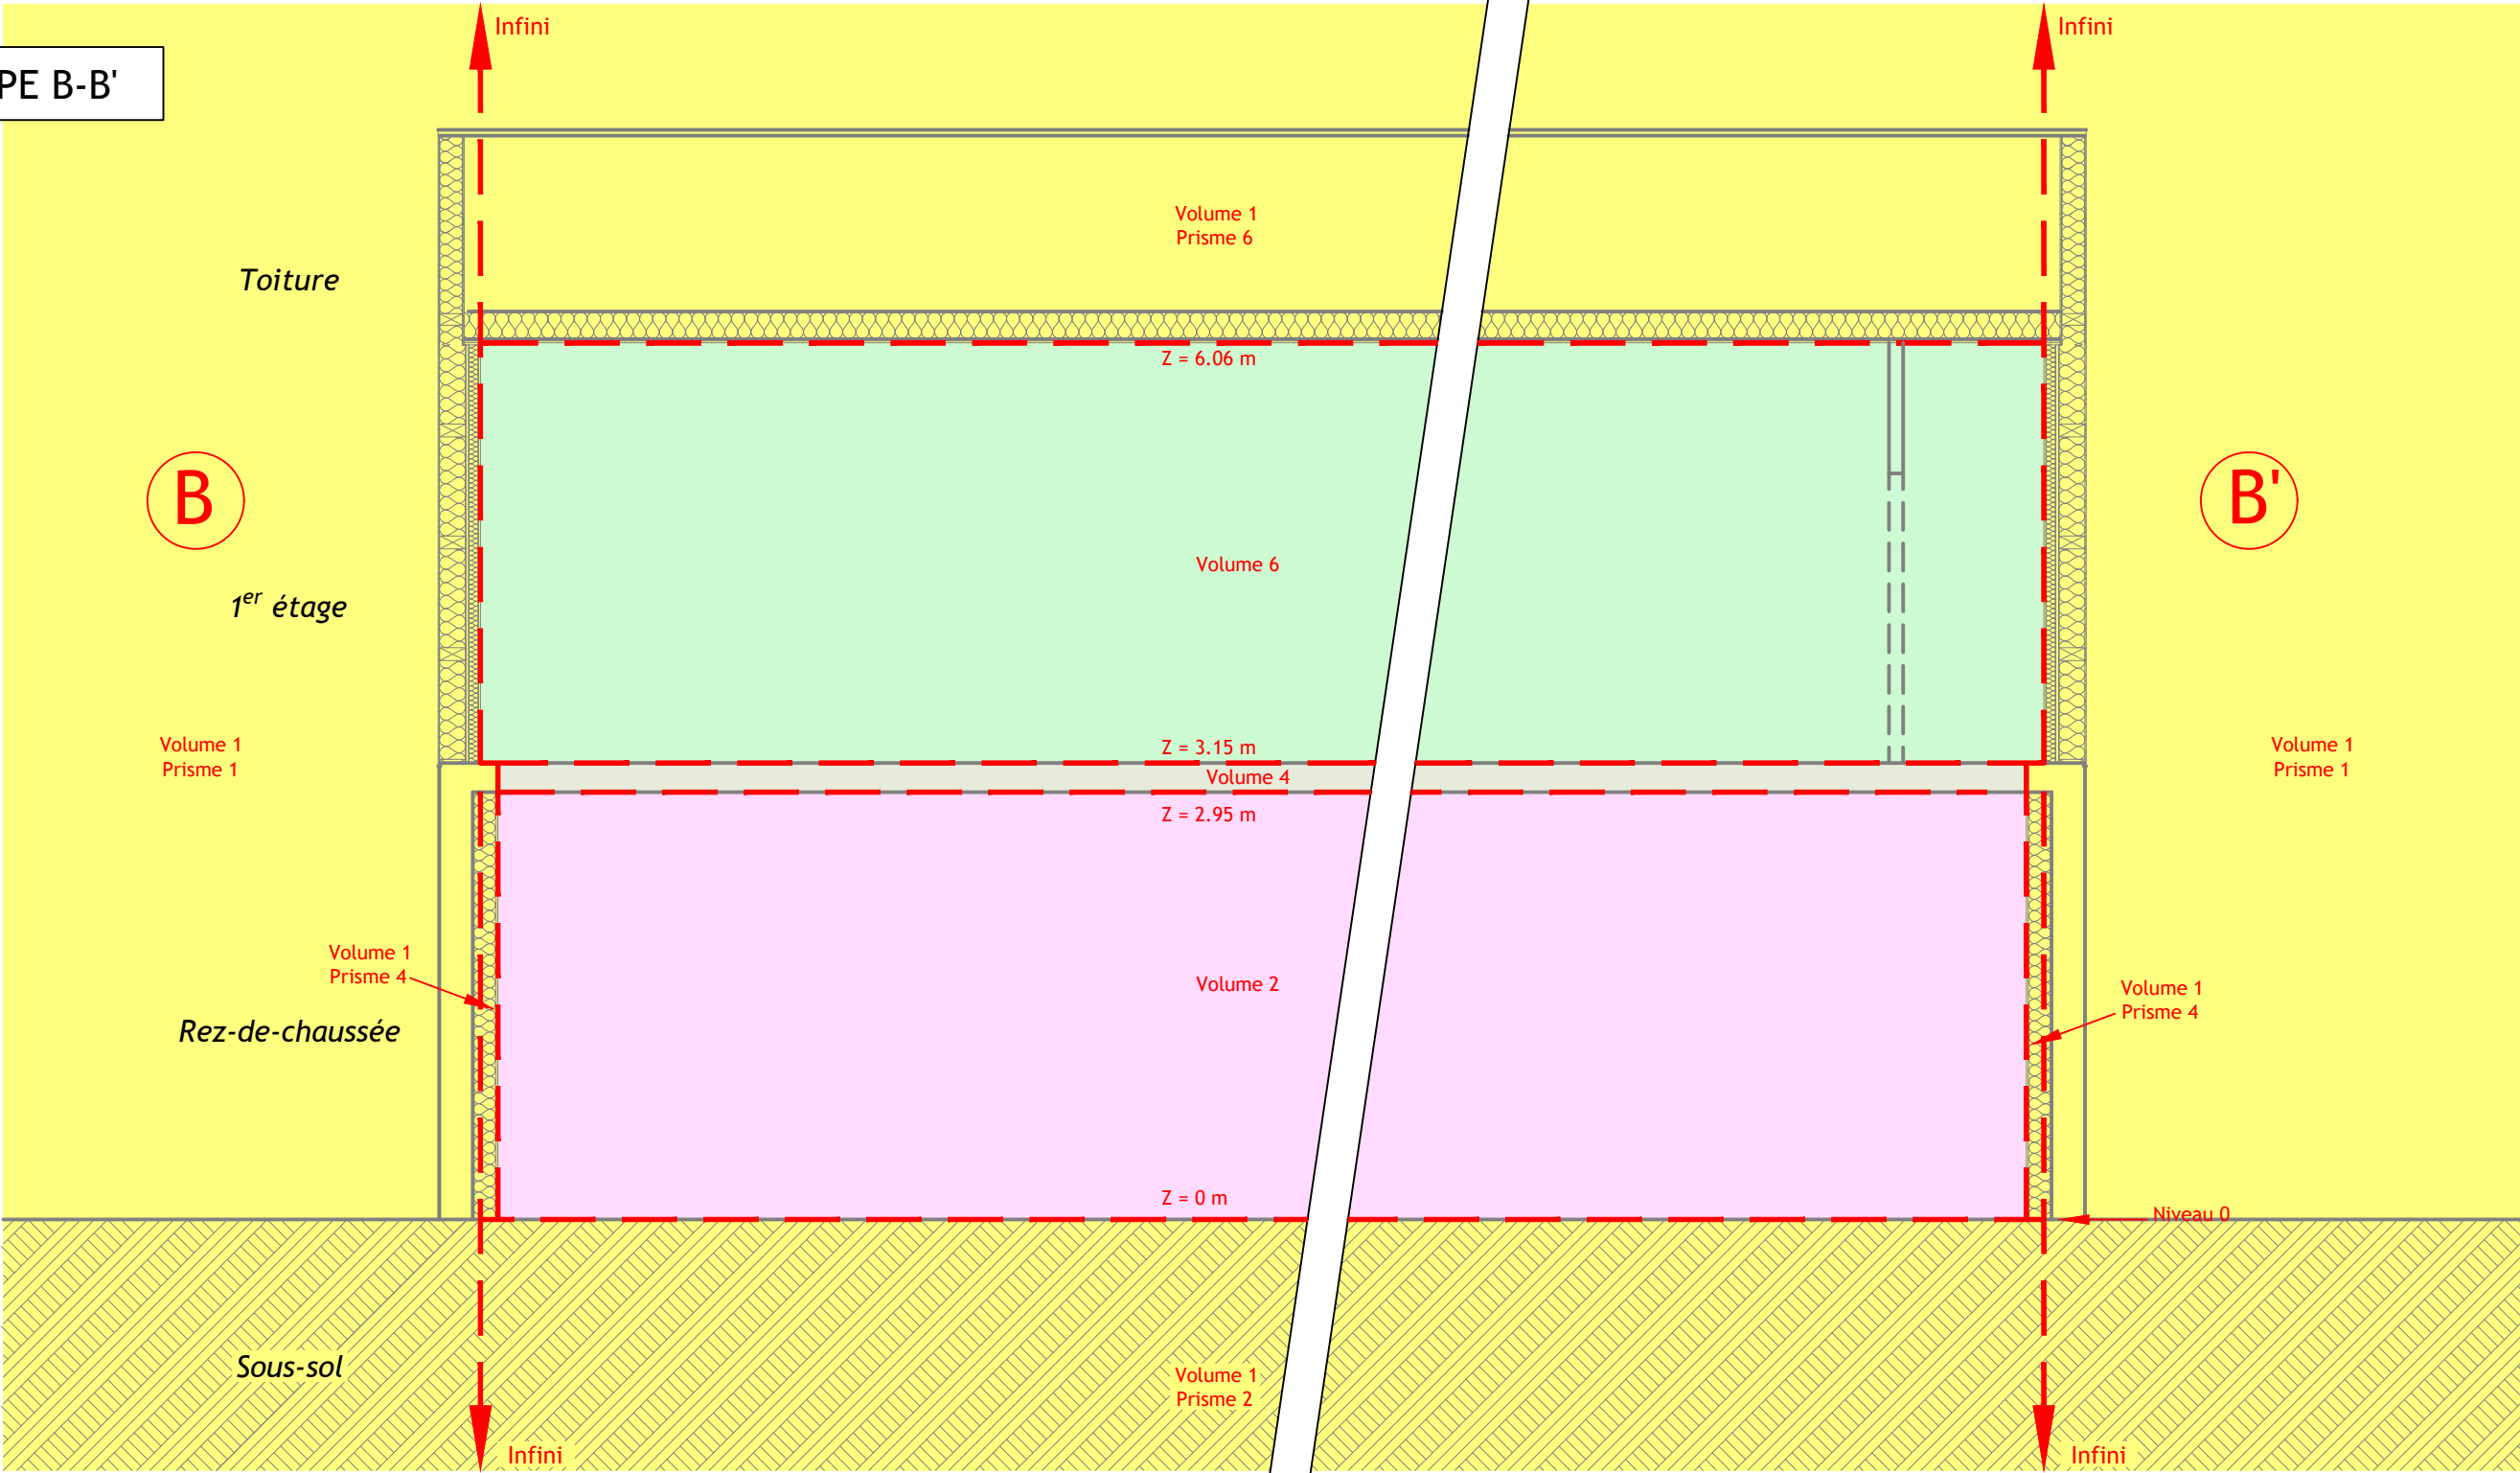 Infini
Infini
PE B-B'
Volume 1
Prisme 6
Toiture
Z = 6.06 m
B
B'
Volume 6
1er étage
Volume 1
Prisme 1
Z = 3.15 m
Volume 1
Prisme 1
Volume 4
Z = 2.95 m
Volume 1
Prisme 4
Volume 2
Volume 1
Prisme 4
Rez-de-chaussée
Z = 0 m
Niveau 0
Sous-sol
Volume 1
Prisme 2
Infini
Infini